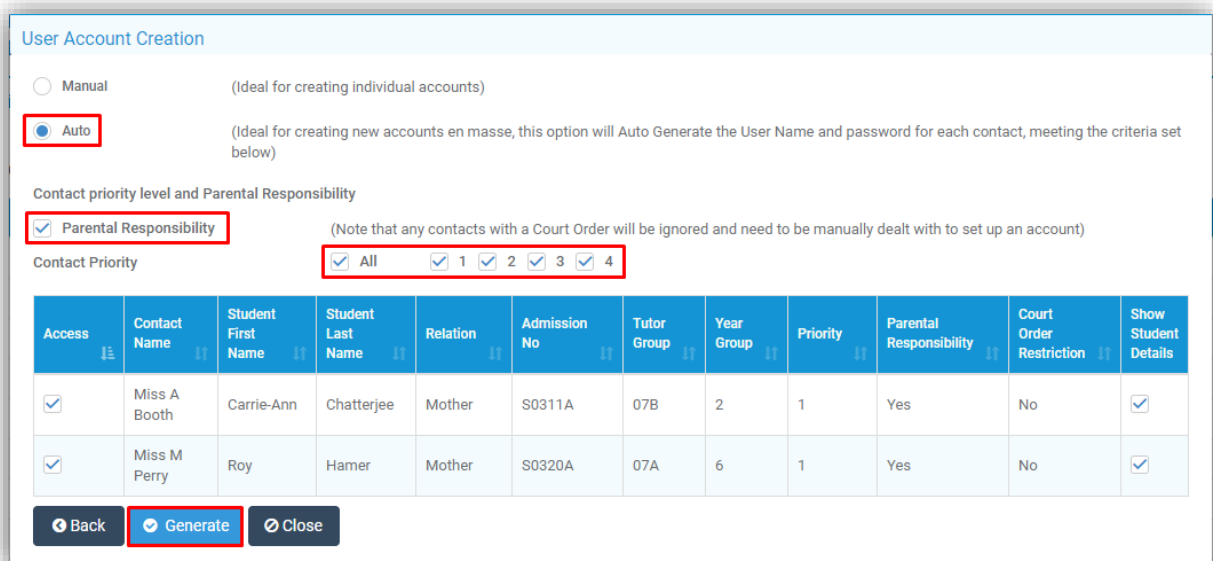 User Account Creation
Manual (Ideal for creating individual accounts)
Auto (Ideal for creating new accounts en masse, this option will Auto Generate the User Name and password for each contact, meeting the criteria set
below)
Contact priority level and Parental Responsibility
Parental Responsibility (Note that any contacts with a Court Order will be ignored and need to be manually dealt with to set up an account)
Contact Priority All 1 2 3 4
Access Contact Name Student First Name Student Last Name Relation Admission No Tutor Group Year Group Priority Parental Responsibility Court Order Restriction Show Student Details
Miss A Booth Carrie-Ann Chatterjee Mother S0311A 07B 2 1 Yes No
Miss M Perry Roy Hamer Mother S0320A 07A 6 1 Yes No
Back Generate Close